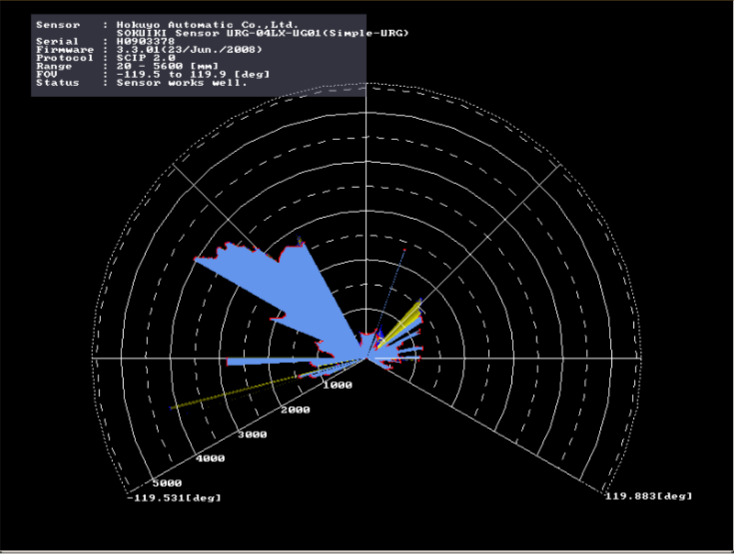 Sensor : Hokuyo Automatic Co.,Ltd.
SOKUIKI Sensor URG-04LX-UG01(Simple-URG)
Serial : H0903378
Firmware : 3.3.01(23/Jun./2008)
Protocol : SCIP 2.0
Range : 20 - 5600 [mm]
FOV : -119.5 to 119.9 [deg]
Status : Sensor works well.
1000
2000
3000
4000
5000
-119.531[deg]
119.883[deg]